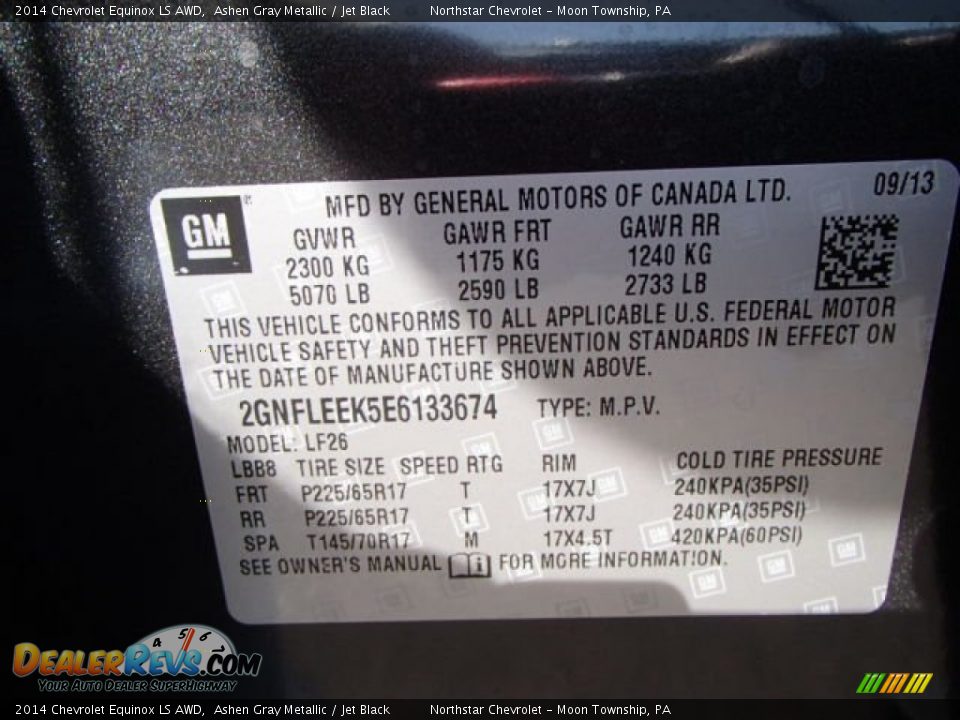 2014 Chevrolet Equinox LS AWD, Ashen Gray Metallic / Jet Black Northstar Chevrolet - Moon Township, PA
GM MFD BY GENERAL MOTORS OF CANADA LTD. 09/13
GVWR GAWR FRT GAWR RR
2300 KG 1175 KG 1240 KG
5070 LB 2590 LB 2733 LB
THIS VEHICLE CONFORMS TO ALL APPLICABLE U.S. FEDERAL MOTOR
VEHICLE SAFETY AND THEFT PREVENTION STANDARDS IN EFFECT ON
THE DATE OF MANUFACTURE SHOWN ABOVE.
2GNFLEEK5E6133674 TYPE: M.P.V.
MODEL: LF26
LBB8 TIRE SIZE SPEED RTG RIM COLD TIRE PRESSURE
FRT P225/65R17 T 17X7J 240KPA(35PSI)
RR P225/65R17 T 17X7J 240KPA(35PSI)
SPA T145/70R17 M 17X4.5T 420KPA(60PSI)
SEE OWNER'S MANUAL i FOR MORE INFORMATION.
4 5 6
DEALERREVS.COM
Your Auto Dealer SuperHighway
2014 Chevrolet Equinox LS AWD, Ashen Gray Metallic / Jet Black Northstar Chevrolet - Moon Township, PA